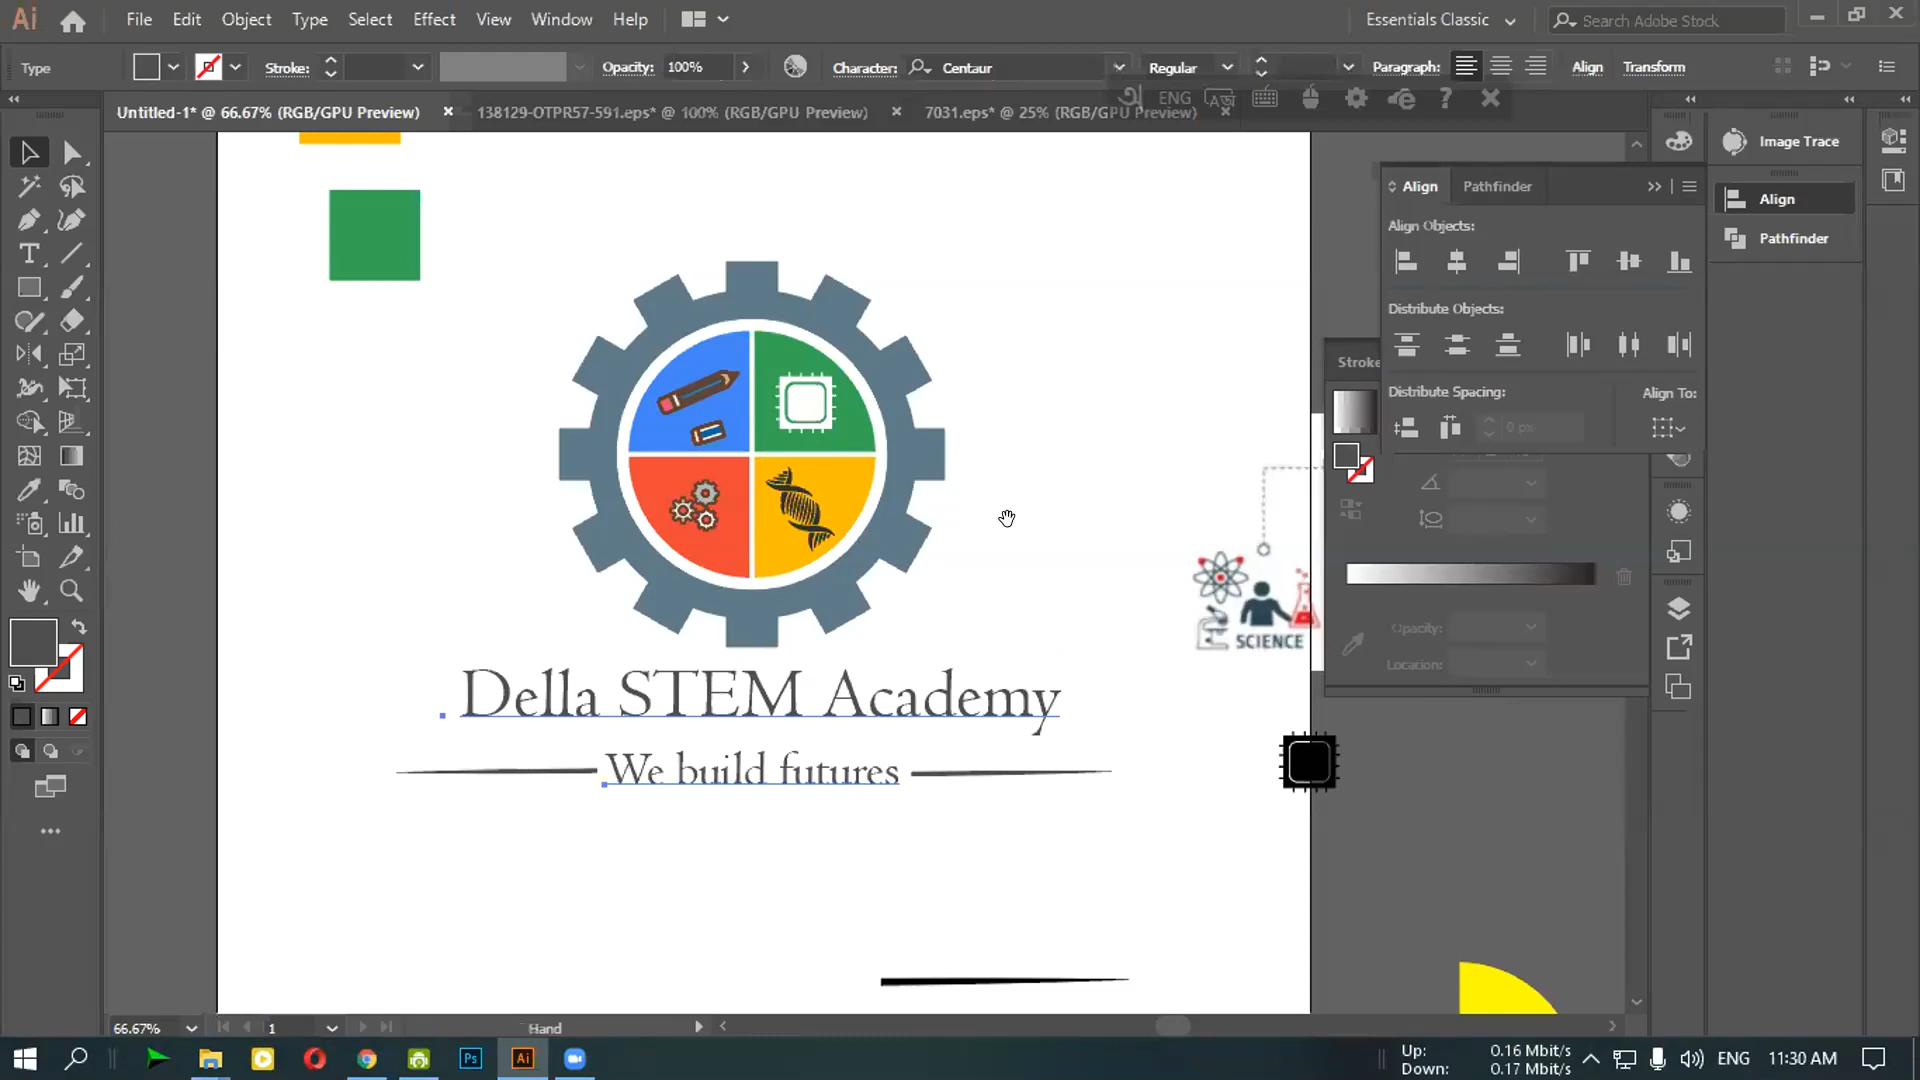 Ai File Edit Object Type Select Effect View Window Help Essentials Classic Search Adobe Stock
Type Stroke: Opacity: 100% Character: Centaur Regular Paragraph: Align Transform
ENG
Untitled-1* @ 66.67% (RGB/GPU Preview) 138129-OTPR57-591.eps* @ 100% (RGB/GPU Preview) 7031.eps* @ 25% (RGB/GPU Preview)
Image Trace
Align Pathfinder
Align
Align Objects:
Pathfinder
Distribute Objects:
Stroke
Distribute Spacing: Align To:
0 px
SCIENCE
Opacity:
Location:
Della STEM Academy
We build futures
66.67% 1 Hand
Ps Ai
Up: 0.16 Mbit/s
Down: 0.17 Mbit/s
ENG 11:30 AM